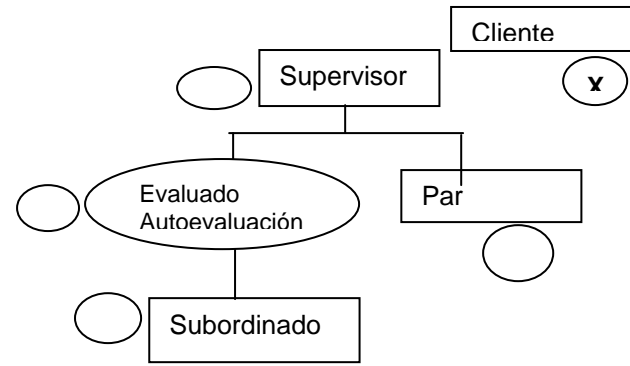 Cliente
x
Supervisor
Evaluado
Autoevaluación
Par
Subordinado